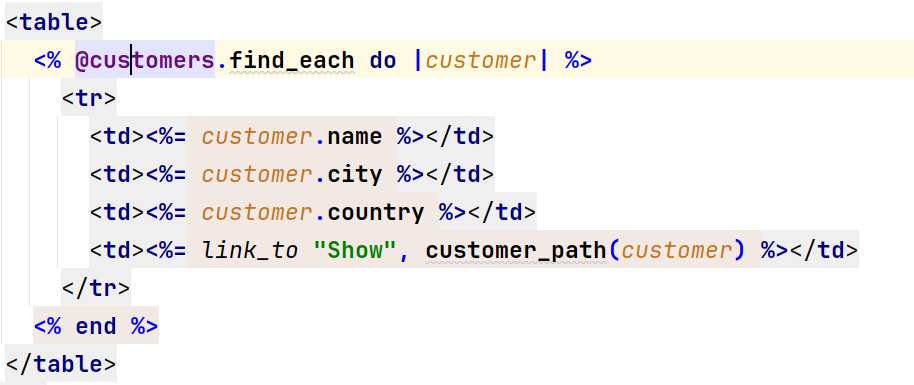 <table>
<% @customers.find_each do |customer| %>
<tr>
<td><%= customer.name %></td>
<td><%= customer.city %></td>
<td><%= customer.country %></td>
<td><%= link_to "Show", customer_path(customer) %></td>
</tr>
<% end %>
</table>